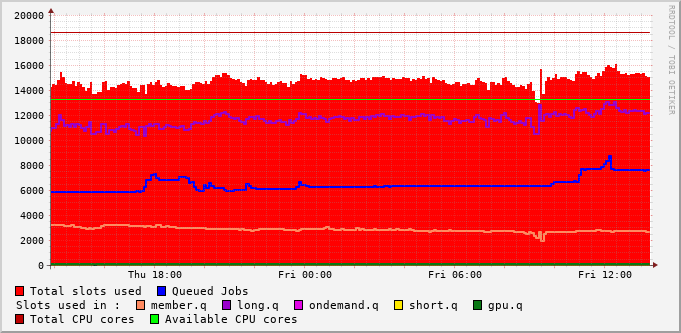 20000
18000
16000
14000
12000
10000
8000
6000
4000
2000
0
Thu 18:00 Fri 00:00 Fri 06:00 Fri 12:00
RRDTOOL / TOBI OETIKER
Total slots used Queued Jobs
Slots used in : member.q long.q ondemand.q short.q gpu.q
Total CPU cores Available CPU cores